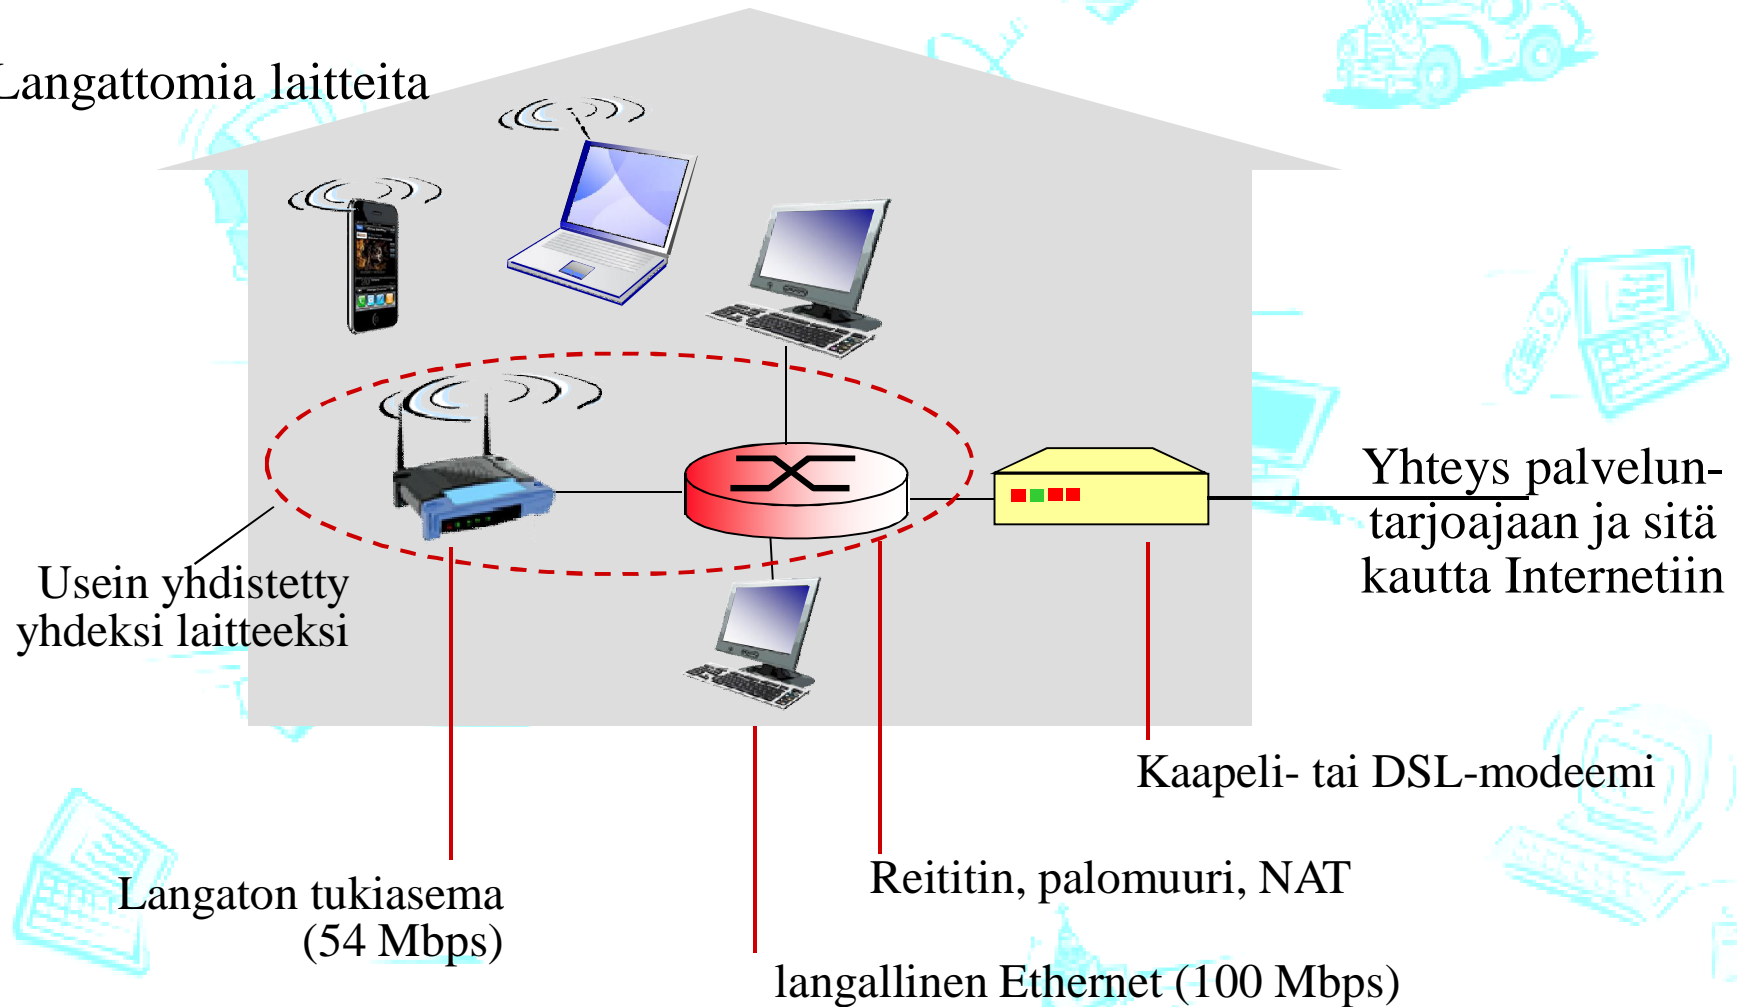 Langattomia laitteita
Yhteys palvelun-
tarjoajaan ja sitä
kautta Internetiin
Usein yhdistetty
yhdeksi laitteeksi
Kaapeli- tai DSL-modeemi
Reititin, palomuuri, NAT
Langaton tukiasema
(54 Mbps)
langallinen Ethernet (100 Mbps)